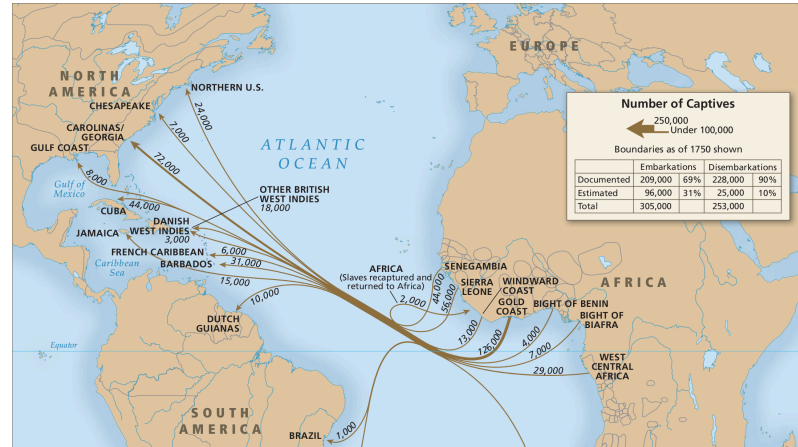 NORTH
AMERICA
EUROPE
NORTHERN U.S.
CHESAPEAKE
24,000
7,000
CAROLINAS/
GEORGIA
GULF COAST
72,000
8,000
ATLANTIC
OCEAN
Gulf of
Mexico
44,000
CUBA
OTHER BRITISH
WEST INDIES
18,000
DANISH
WEST INDIES
3,000
JAMAICA
FRENCH CARIBBEAN
6,000
BARBADOS
31,000
Caribbean
Sea
15,000
10,000
DUTCH
GUIANAS
Equator
SOUTH
AMERICA
BRAZIL
1,000
Number of Captives
250,000
Under 100,000
Boundaries as of 1750 shown
Embarkations Disembarkations
Documented 209,000 69% 228,000 90%
Estimated 96,000 31% 25,000 10%
Total 305,000 253,000
AFRICA
(Slaves recaptured and
returned to Africa)
2,000
SENEGAMBIA
44,000
56,000
SIERRA
LEONE
WINDWARD
COAST
GOLD
COAST
BIGHT OF BENIN
BIGHT OF
BIAFRA
AFRICA
13,000
126,000
4,000
7,000
29,000
WEST
CENTRAL
AFRICA